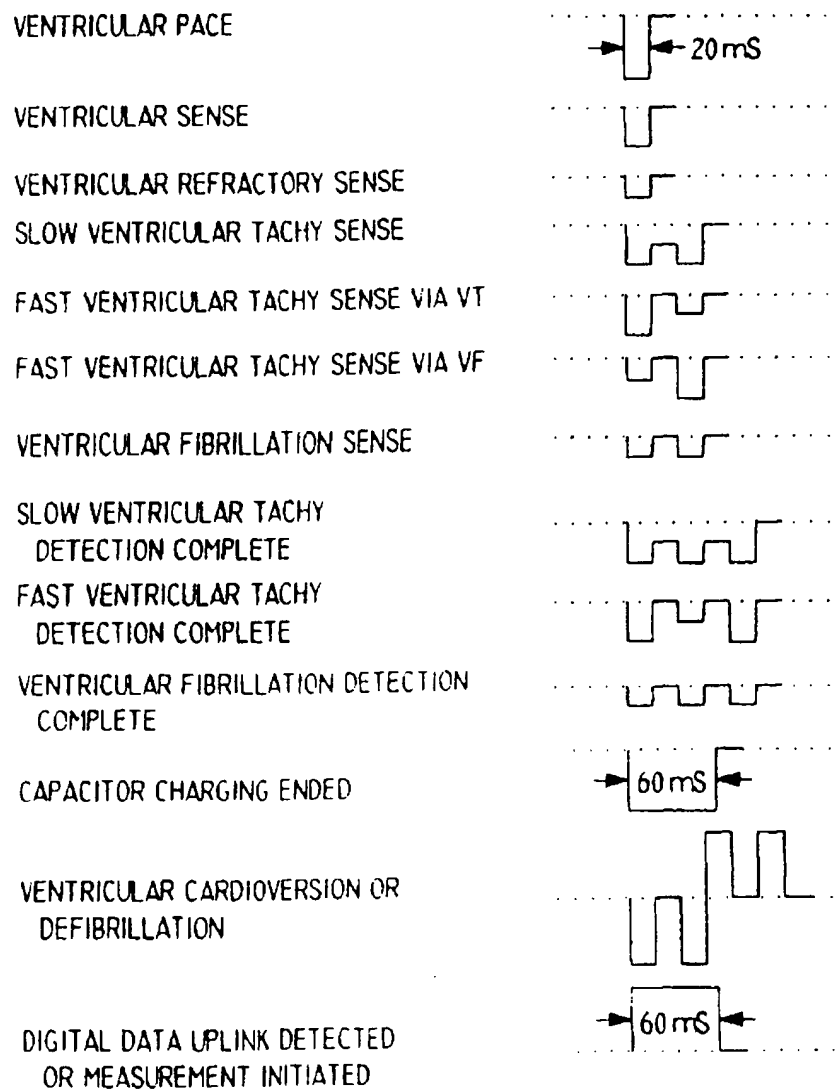 VENTRICULAR PACE
20 mS
VENTRICULAR SENSE
VENTRICULAR REFRACTORY SENSE
SLOW VENTRICULAR TACHY SENSE
FAST VENTRICULAR TACHY SENSE VIA VT
FAST VENTRICULAR TACHY SENSE VIA VF
VENTRICULAR FIBRILLATION SENSE
SLOW VENTRICULAR TACHY
DETECTION COMPLETE
FAST VENTRICULAR TACHY
DETECTION COMPLETE
VENTRICULAR FIBRILLATION DETECTION
COMPLETE
CAPACITOR CHARGING ENDED
60 mS
VENTRICULAR CARDIOVERSION OR
DEFIBRILLATION
60 mS
DIGITAL DATA UPLINK DETECTED
OR MEASUREMENT INITIATED